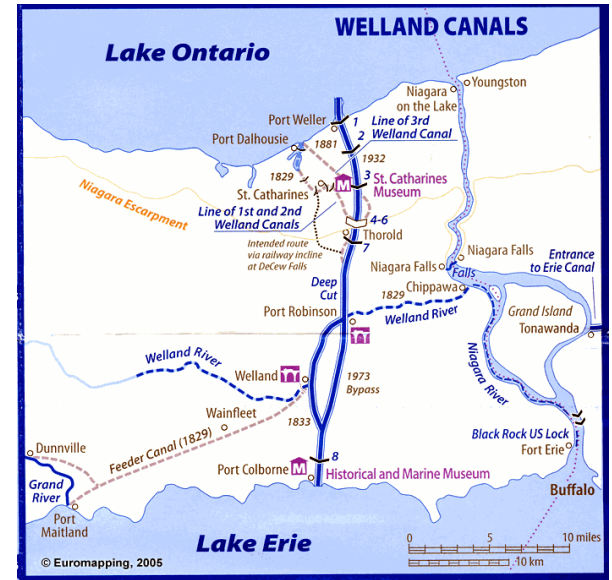 WELLAND CANALS
Lake Ontario
Youngston
Niagara
on the Lake
Port Weller
1
Line of 3rd
Welland Canal
2
Port Dalhousie
1881
1932
1829
3
St. Catharines
Museum
M
St. Catharines
Niagara Escarpment
Line of 1st and 2nd
Welland Canals
4-6
Thorold
7
Intended route
via railway incline
at DeCew Falls
Niagara Falls
Niagara Falls
Falls
Entrance
to Erie Canal
Chippawa
Deep
Cut
1829
Port Robinson
Welland River
Grand Island
Tonawanda
Welland River
Niagara River
Welland
1973
Bypass
Wainfleet
1833
Feeder Canal (1829)
Dunnville
Black Rock US Lock
Fort Erie
8
Port Colborne
M
Historical and Marine Museum
Grand
River
Buffalo
Port
Maitland
Lake Erie
0 5 10 miles
5 10 km
© Euromapping, 2005